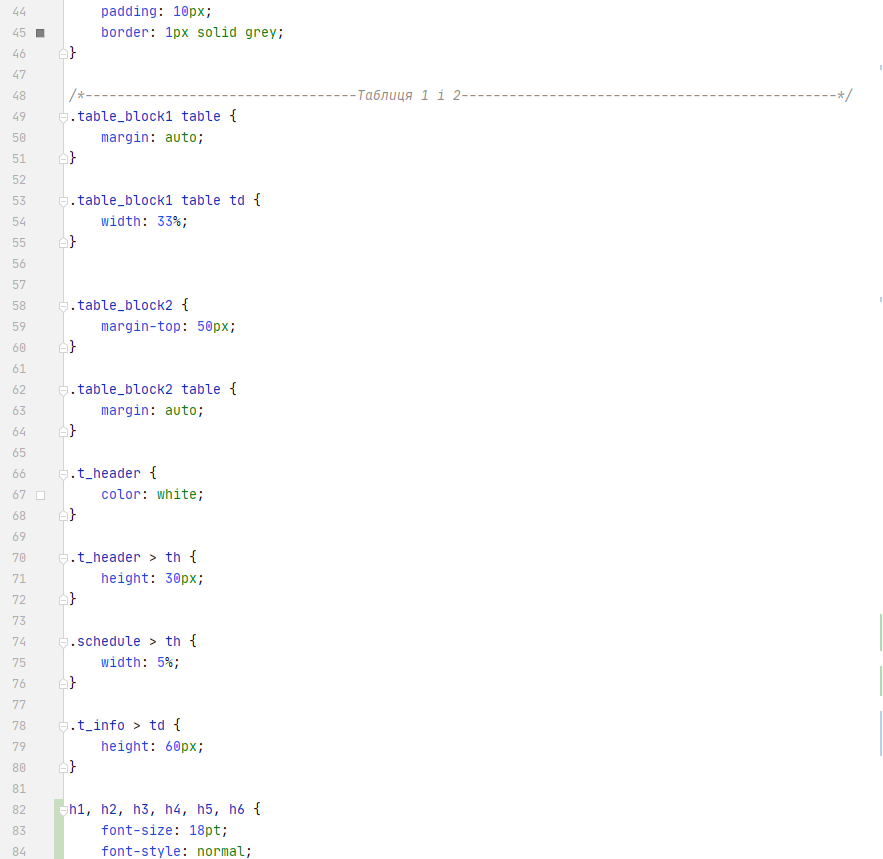 44     padding: 10px;
45     border: 1px solid grey;
46 }
47
48 /*----------------------------------Таблиця 1 і 2-----------------------------------------------*/
49 .table_block1 table {
50     margin: auto;
51 }
52
53 .table_block1 table td {
54     width: 33%;
55 }
56
57
58 .table_block2 {
59     margin-top: 50px;
60 }
61
62 .table_block2 table {
63     margin: auto;
64 }
65
66 .t_header {
67     color: white;
68 }
69
70 .t_header > th {
71     height: 30px;
72 }
73
74 .schedule > th {
75     width: 5%;
76 }
77
78 .t_info > td {
79     height: 60px;
80 }
81
82 h1, h2, h3, h4, h5, h6 {
83     font-size: 18pt;
84     font-style: normal;